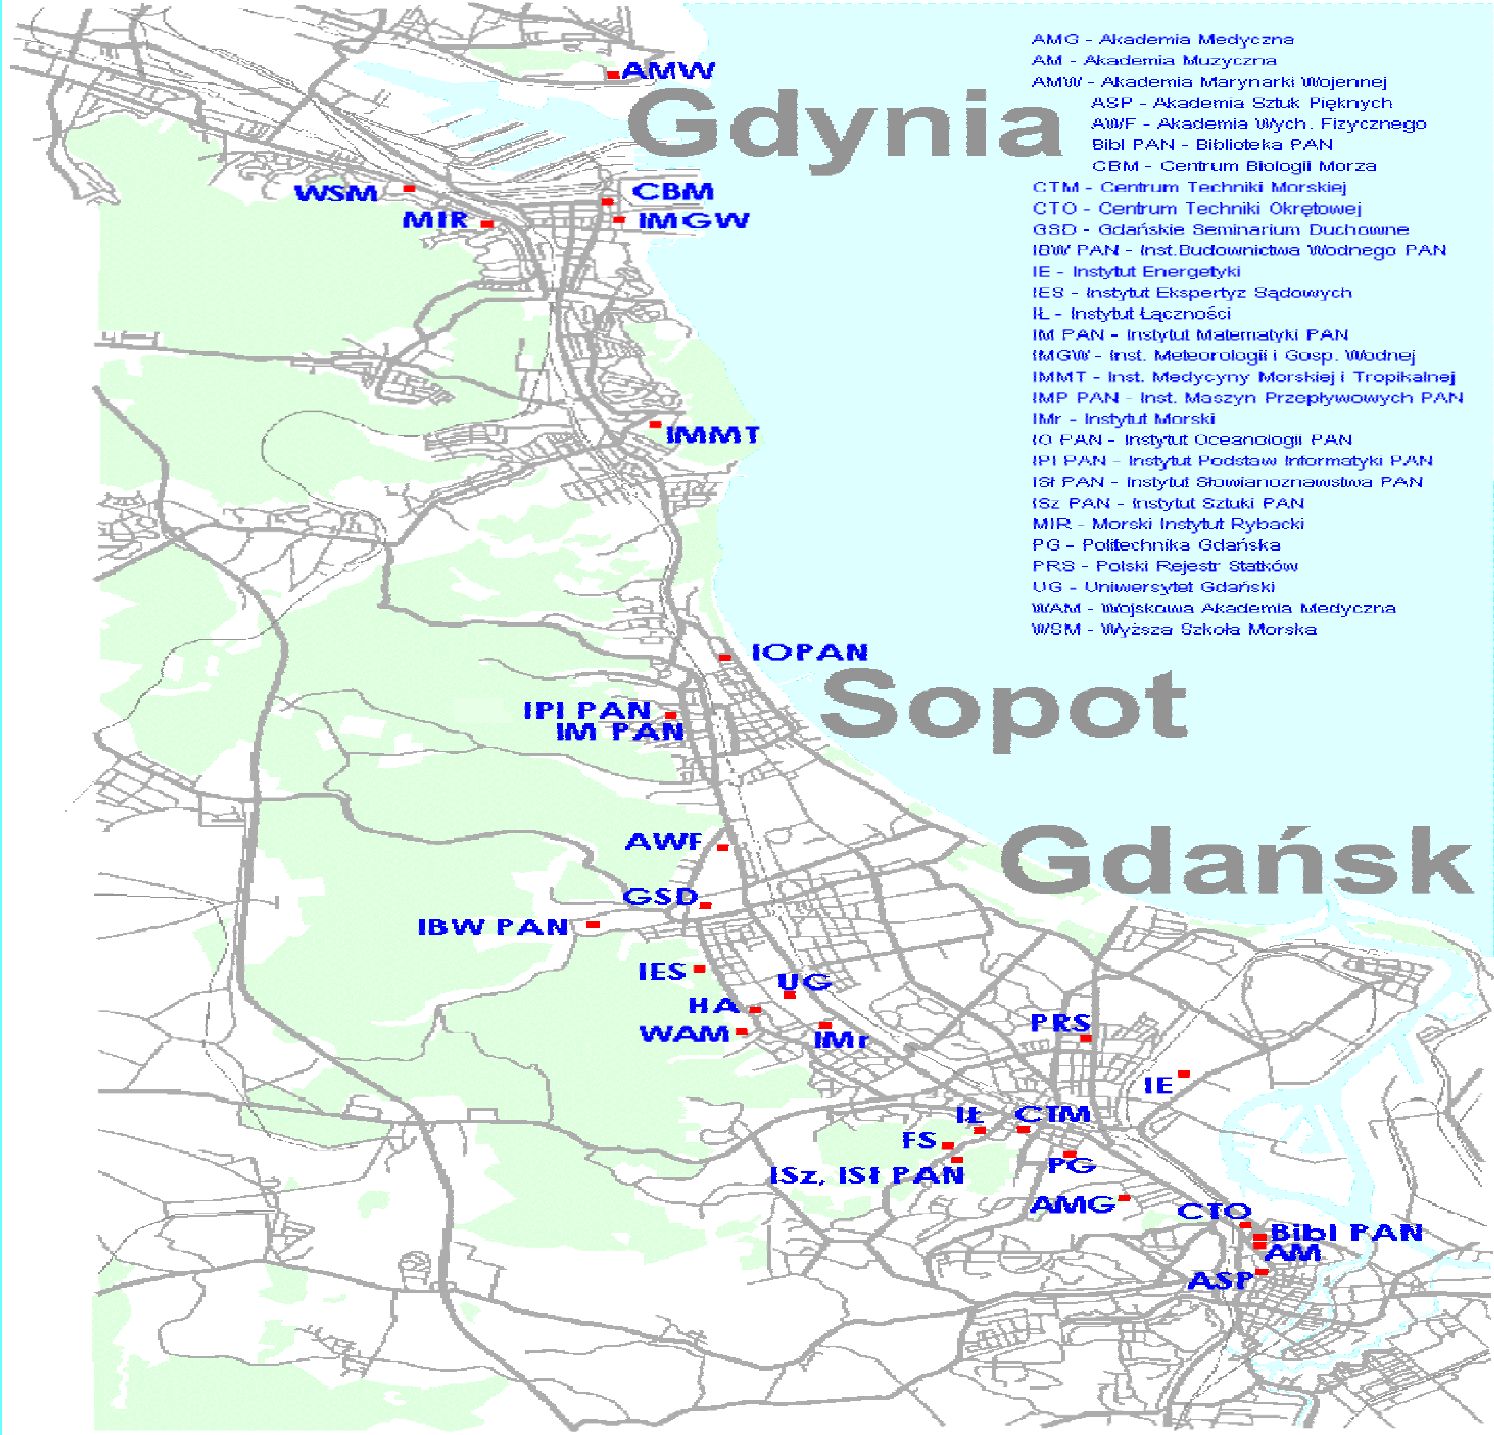 AMG - Akademia Medyczna
AM - Akademia Muzyczna
AMW - Akademia Marynarki Wojennej
ASP - Akademia Sztuk Pięknych
AWF - Akademia Wych. Fizycznego
Bibl PAN - Biblioteka PAN
CBM - Centrum Biologii Morza
CTM - Centrum Techniki Morskiej
CTO - Centrum Techniki Okrętowej
GSD - Gdańskie Seminarium Duchowne
IBW PAN - Inst.Budownictwa Wodnego PAN
IE - Instytut Energetyki
IES - Instytut Ekspertyz Sądowych
IŁ - Instytut Łączności
IM PAN - Instytut Matematyki PAN
IMGW - Inst. Meteorologii i Gosp. Wodnej
IMMT - Inst. Medycyny Morskiej i Tropikalnej
IMP PAN - Inst. Maszyn Przepływowych PAN
IMr - Instytut Morski
IO PAN - Instytut Oceanologii PAN
IPI PAN - Instytut Podstaw Informatyki PAN
ISł PAN - Instytut Słowianoznawstwa PAN
ISz PAN - Instytut Sztuki PAN
MIR - Morski Instytut Rybacki
PG - Politechnika Gdańska
PRS - Polski Rejestr Statków
UG - Uniwersytet Gdański
WAM - Wojskowa Akademia Medyczna
WSM - Wyższa Szkoła Morska
AMW
Gdynia
WSM
CBM
MIR
IMGW
IMMT
IOPAN
Sopot
IPI PAN
IM PAN
AWF
Gdańsk
GSD
IBW PAN
IES
UG
HA
WAM
IMr
PRS
IE
IŁ
CTM
FS
ISz, ISł PAN
PG
AMG
CTO
Bibl PAN
AM
ASP